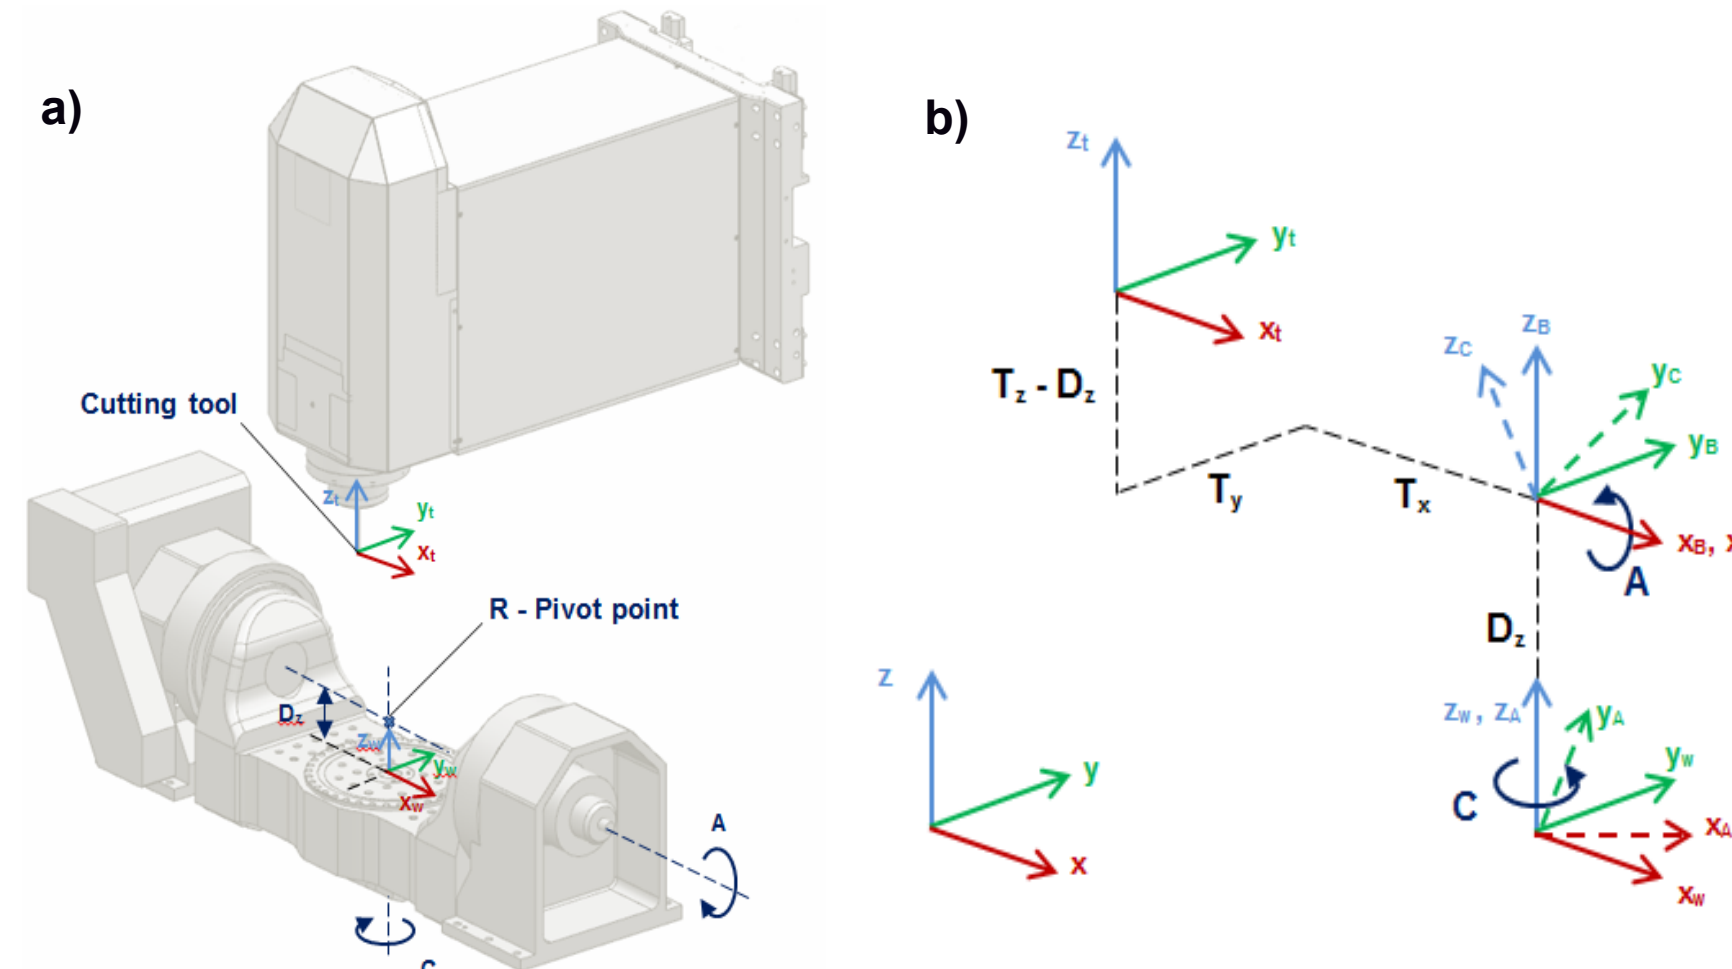 a)
Cutting tool
zt
yt
xt
R - Pivot point
Dz
zw
yw
xw
A
b)
zt
yt
xt
Tz - Dz
Ty
Tx
zC
zB
yC
yB
xB,
A
Dz
z
y
x
zW , zA
yA
yW
C
xA
xW